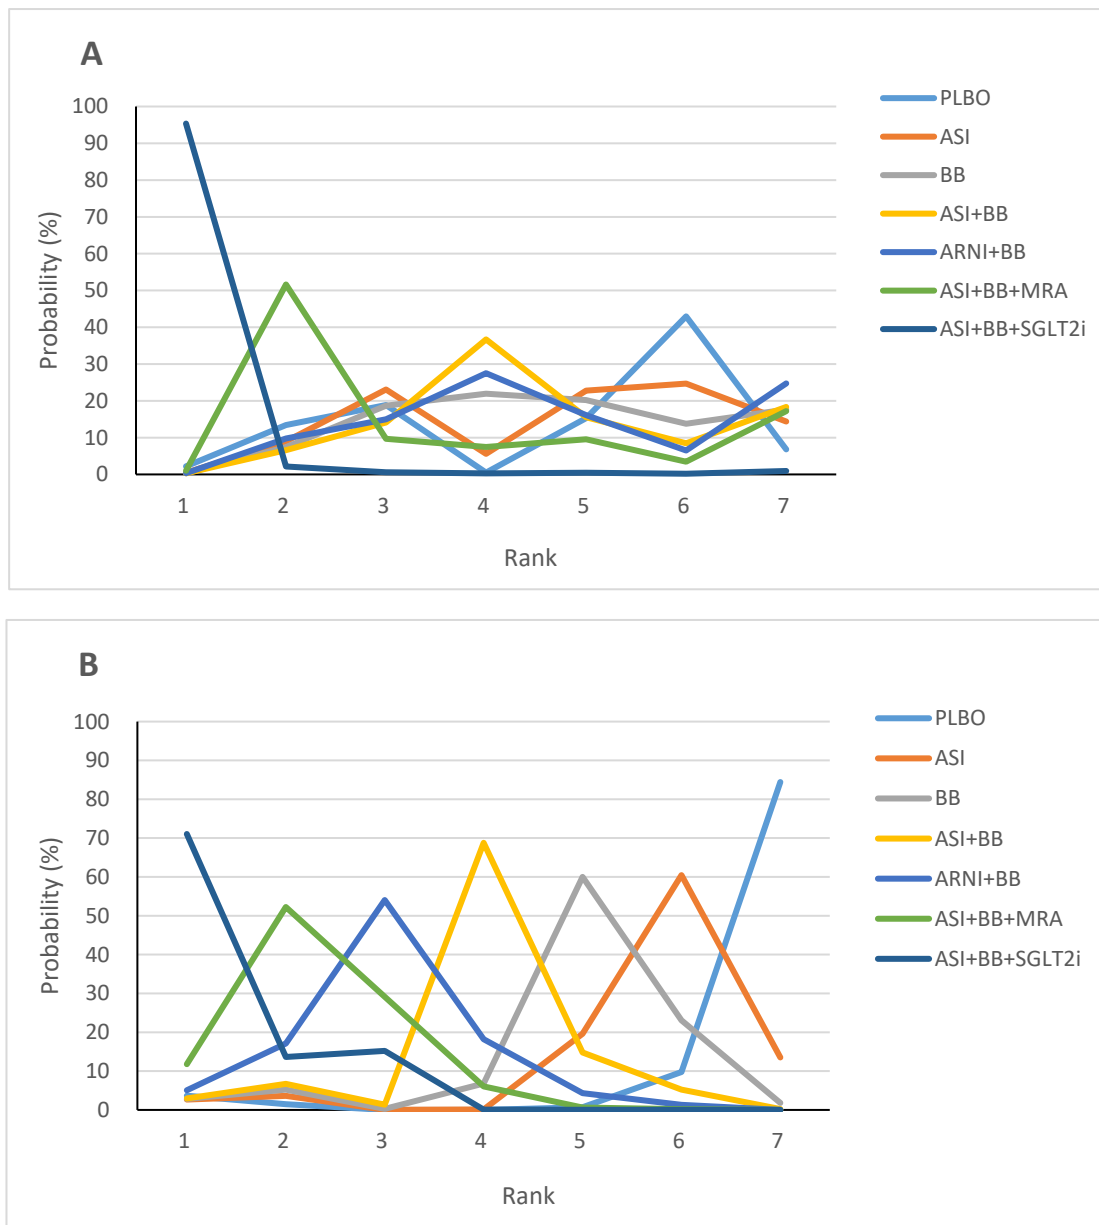 A
100
90
80
70
60
50
40
30
20
10
0
Probability (%)
1 2 3 4 5 6 7
Rank
PLBO
ASI
BB
ASI+BB
ARNI+BB
ASI+BB+MRA
ASI+BB+SGLT2i
B
100
90
80
70
60
50
40
30
20
10
0
Probability (%)
1 2 3 4 5 6 7
Rank
PLBO
ASI
BB
ASI+BB
ARNI+BB
ASI+BB+MRA
ASI+BB+SGLT2i